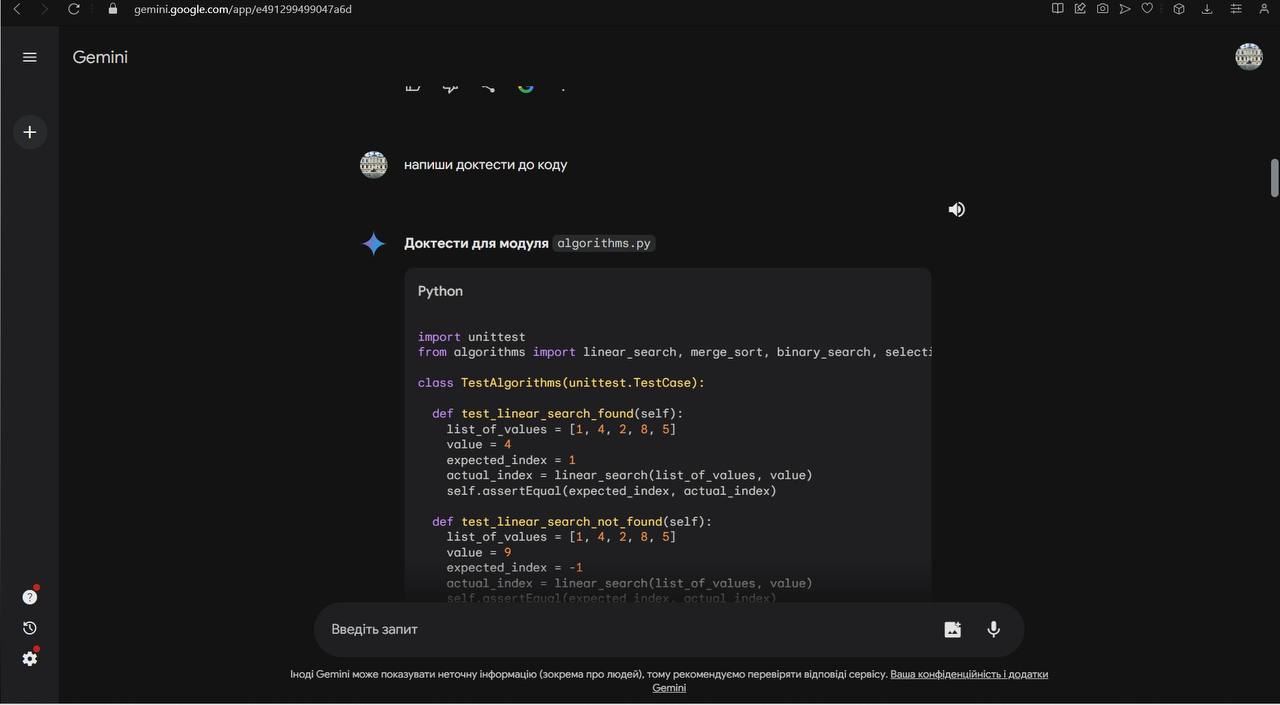 gemini.google.com/app/e491299499047a6d
Gemini
напиши доктести до коду
Доктести для модуля algorithms.py
Python
import unittest
from algorithms import linear_search, merge_sort, binary_search, selecti
class TestAlgorithms(unittest.TestCase):
def test_linear_search_found(self):
list_of_values = [1, 4, 2, 8, 5]
value = 4
expected_index = 1
actual_index = linear_search(list_of_values, value)
self.assertEqual(expected_index, actual_index)
def test_linear_search_not_found(self):
list_of_values = [1, 4, 2, 8, 5]
value = 9
expected_index = -1
actual_index = linear_search(list_of_values, value)
self.assertEqual(expected_index, actual_index)
Введіть запит
Іноді Gemini може показувати неточну інформацію (зокрема про людей), тому рекомендуємо перевіряти відповіді сервісу. Ваша конфіденційність і додатки
Gemini